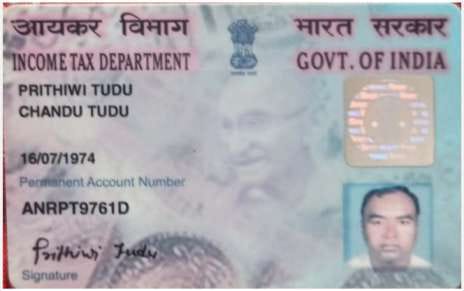 आयकर विभाग
INCOME TAX DEPARTMENT
भारत सरकार
GOVT. OF INDIA
PRITHIWI TUDU
CHANDU TUDU
16/07/1974
Permanent Account Number
ANRPT9761D
Prithiwi Tudu
Signature